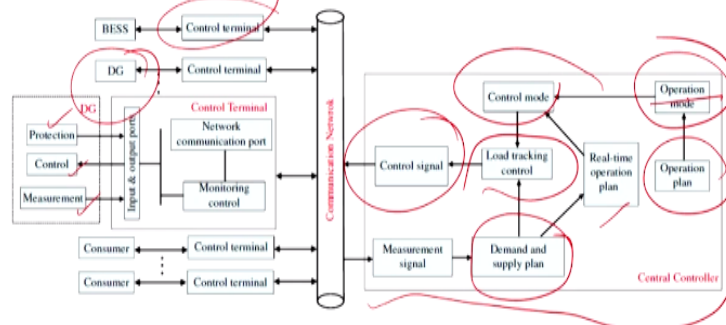 BESS
Control terminal
DG
Control terminal
DG
Protection
Control
Measurement
Input & output ports
Control Terminal
Network
communication port
Monitoring
control
Consumer
Control terminal
Consumer
Control terminal
Communication Netwrok
Control mode
Operation
mode
Control signal
Load tracking
control
Real-time
operation
plan
Operation
plan
Measurement
signal
Demand and
supply plan
Central Controller